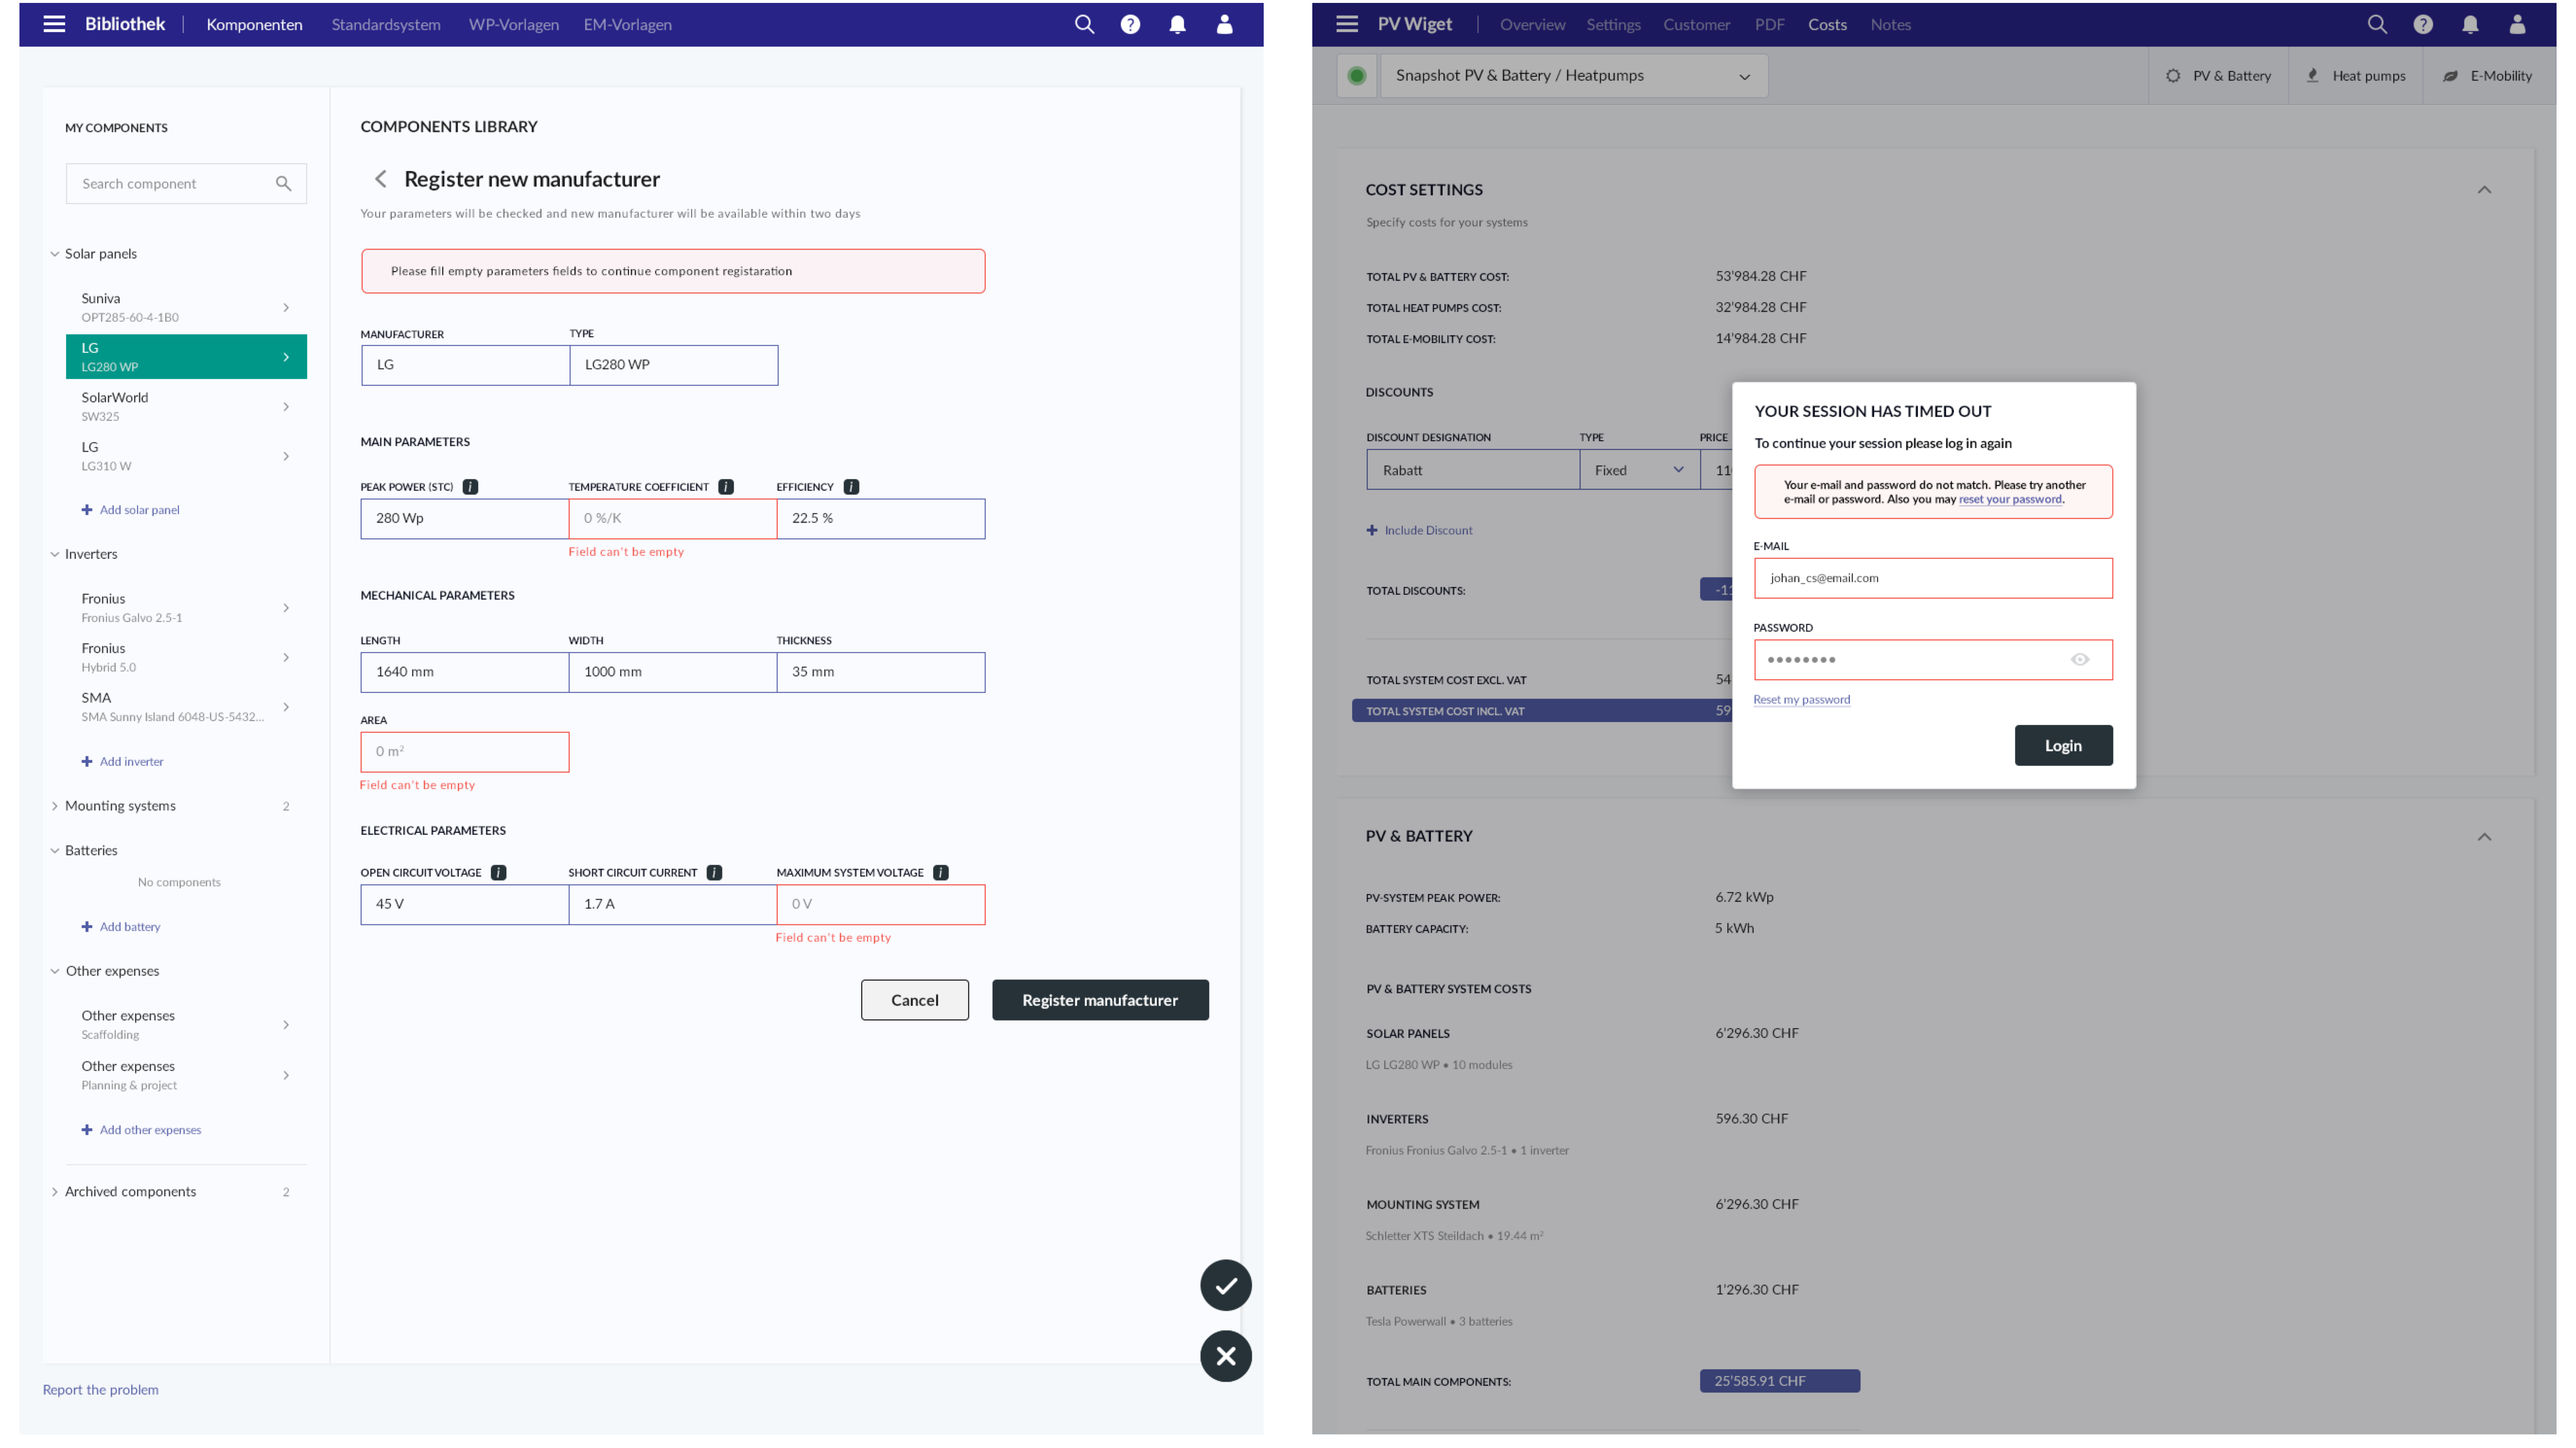 Bibliothek
Komponenten
Standardsystem
WP-Vorlagen
EM-Vorlagen
MY COMPONENTS
Search component
Solar panels
Suniva
OPT285-60-4-1B0
LG
LG280 WP
SolarWorld
SW325
LG
LG310 W
Add solar panel
Inverters
Fronius
Fronius Galvo 2.5-1
Fronius
Hybrid 5.0
SMA
SMA Sunny Island 6048-US-5432...
Add inverter
Mounting systems 2
Batteries
No components
Add battery
Other expenses
Other expenses
Scaffolding
Other expenses
Planning & project
Add other expenses
Archived components 2
Report the problem
COMPONENTS LIBRARY
Register new manufacturer
Your parameters will be checked and new manufacturer will be available within two days
Please fill empty parameters fields to continue component registaration
MANUFACTURER TYPE
LG LG280 WP
MAIN PARAMETERS
PEAK POWER (STC) i TEMPERATURE COEFFICIENT i EFFICIENCY i
280 Wp 0 %/K 22.5 %
Field can't be empty
MECHANICAL PARAMETERS
LENGTH WIDTH THICKNESS
1640 mm 1000 mm 35 mm
AREA
0 m²
Field can't be empty
ELECTRICAL PARAMETERS
OPEN CIRCUIT VOLTAGE i SHORT CIRCUIT CURRENT i MAXIMUM SYSTEM VOLTAGE i
45 V 1.7 A 0 V
Field can't be empty
Cancel Register manufacturer
PV Wiget
Overview
Settings
Customer
PDF
Costs
Notes
Snapshot PV & Battery / Heatpumps
PV & Battery
Heat pumps
E-Mobility
COST SETTINGS
Specify costs for your systems
TOTAL PV & BATTERY COST: 53'984.28 CHF
TOTAL HEAT PUMPS COST: 32'984.28 CHF
TOTAL E-MOBILITY COST: 14'984.28 CHF
DISCOUNTS
DISCOUNT DESIGNATION TYPE PRICE
Rabatt Fixed 11
Include Discount
TOTAL DISCOUNTS: -11
TOTAL SYSTEM COST EXCL. VAT 54
TOTAL SYSTEM COST INCL. VAT 59
YOUR SESSION HAS TIMED OUT
To continue your session please log in again
Your e-mail and password do not match. Please try another
e-mail or password. Also you may reset your password.
E-MAIL
johan_cs@email.com
PASSWORD
Reset my password
Login
PV & BATTERY
PV-SYSTEM PEAK POWER: 6.72 kWp
BATTERY CAPACITY: 5 kWh
PV & BATTERY SYSTEM COSTS
SOLAR PANELS 6'296.30 CHF
LG LG280 WP • 10 modules
INVERTERS 596.30 CHF
Fronius Fronius Galvo 2.5-1 • 1 inverter
MOUNTING SYSTEM 6'296.30 CHF
Schletter XTS Steildach • 19.44 m²
BATTERIES 1'296.30 CHF
Tesla Powerwall • 3 batteries
TOTAL MAIN COMPONENTS: 25'585.91 CHF